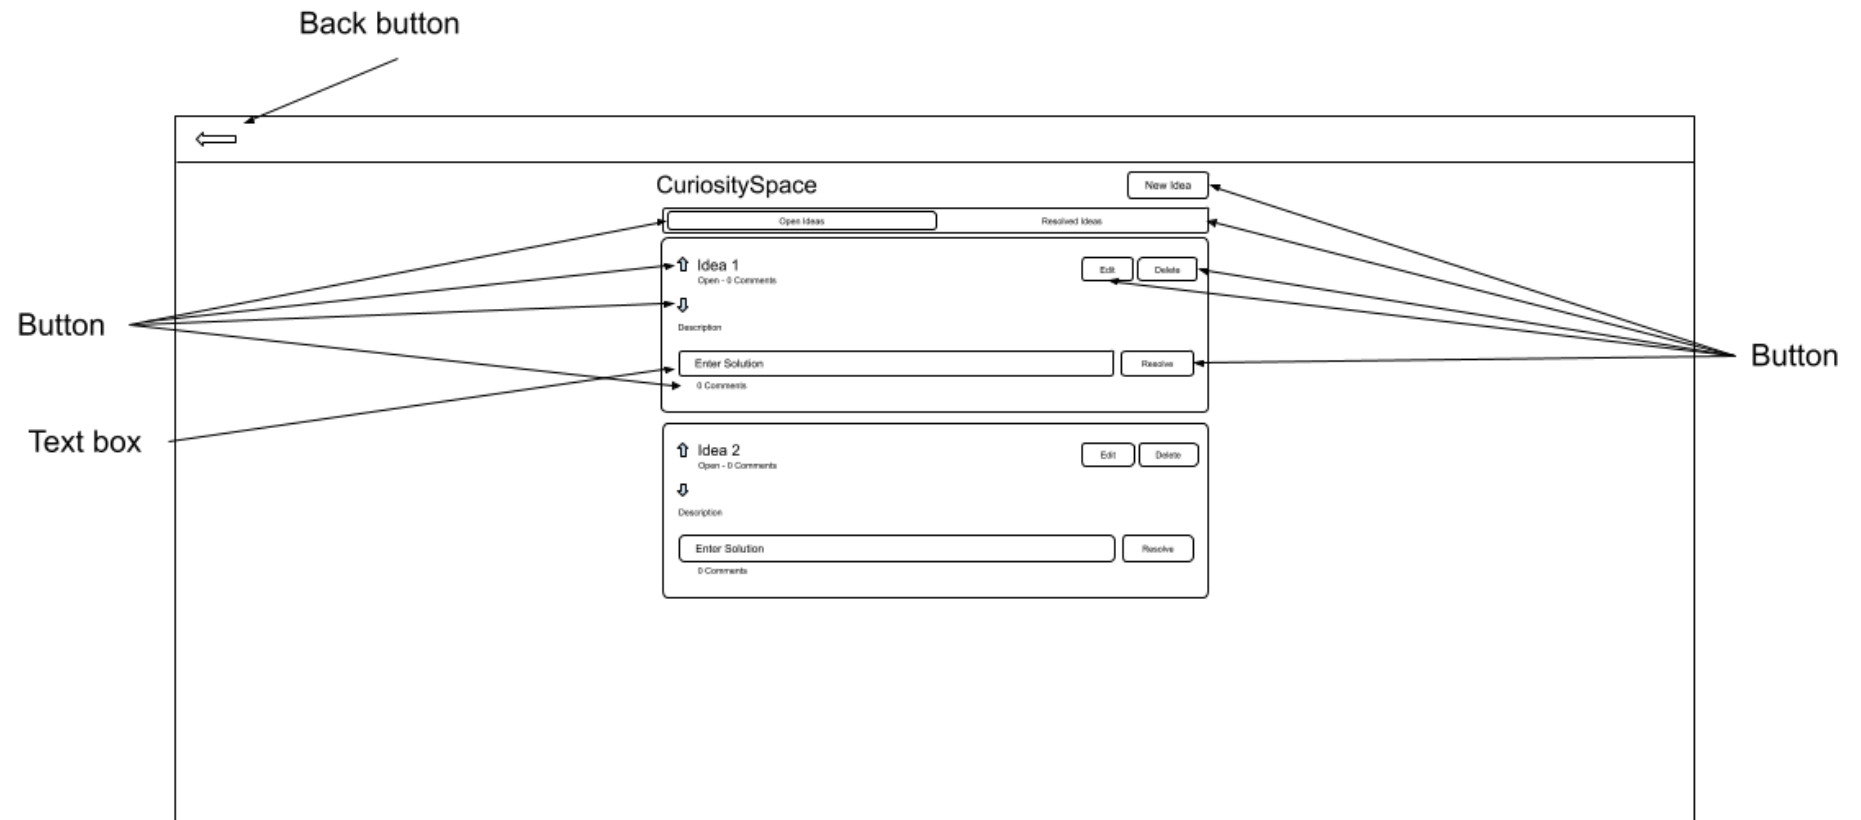 Back button
CuriositySpace
New Idea
Open Ideas
Resolved Ideas
Idea 1
Open - 0 Comments
Edit
Delete
Description
Button
Enter Solution
Resolve
Button
0 Comments
Text box
Idea 2
Open - 0 Comments
Edit
Delete
Description
Enter Solution
Resolve
0 Comments